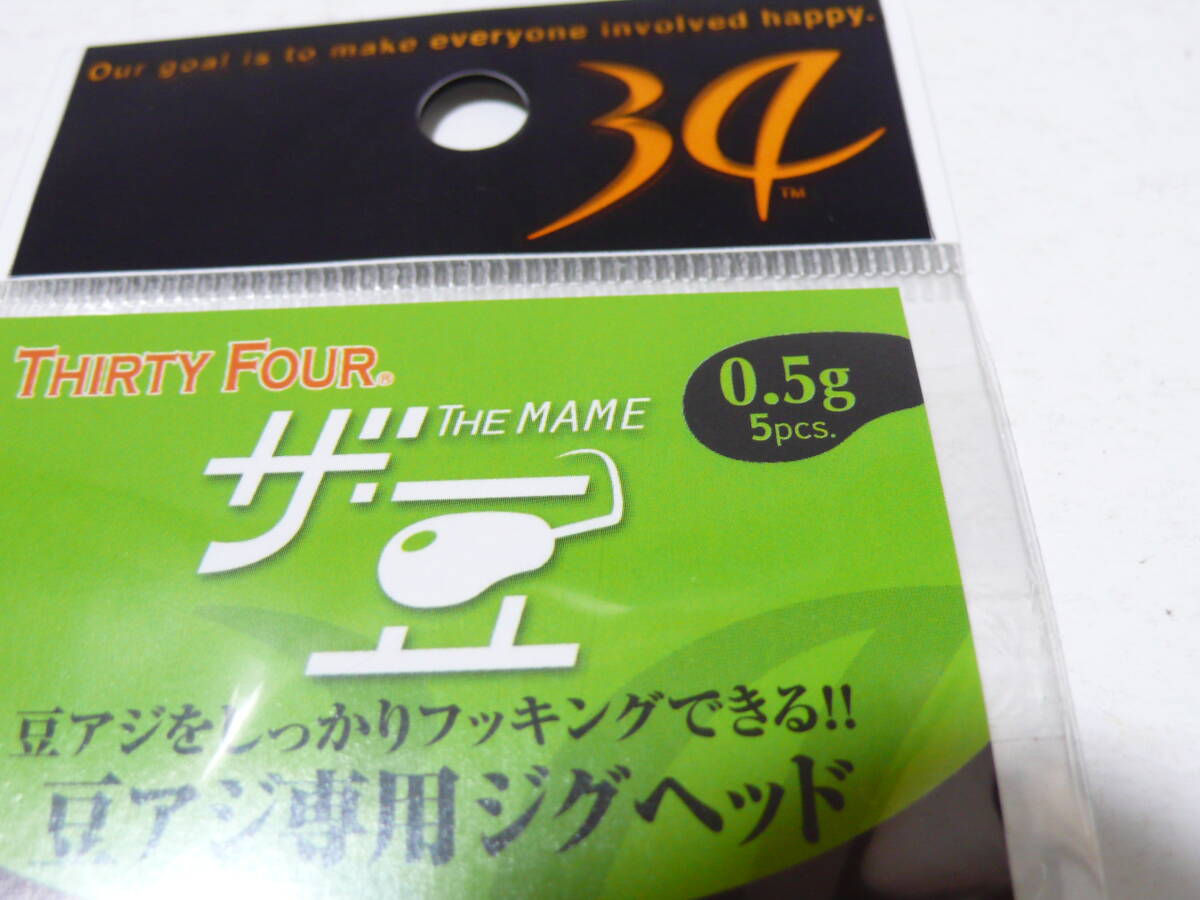 Our goal is to make everyone involved happy.
34™
THIRTY FOUR®
THE MAME
ザ・豆
0.5g
5pcs.
豆アジをしっかりフッキングできる!!
豆アジ専用ジグヘッド